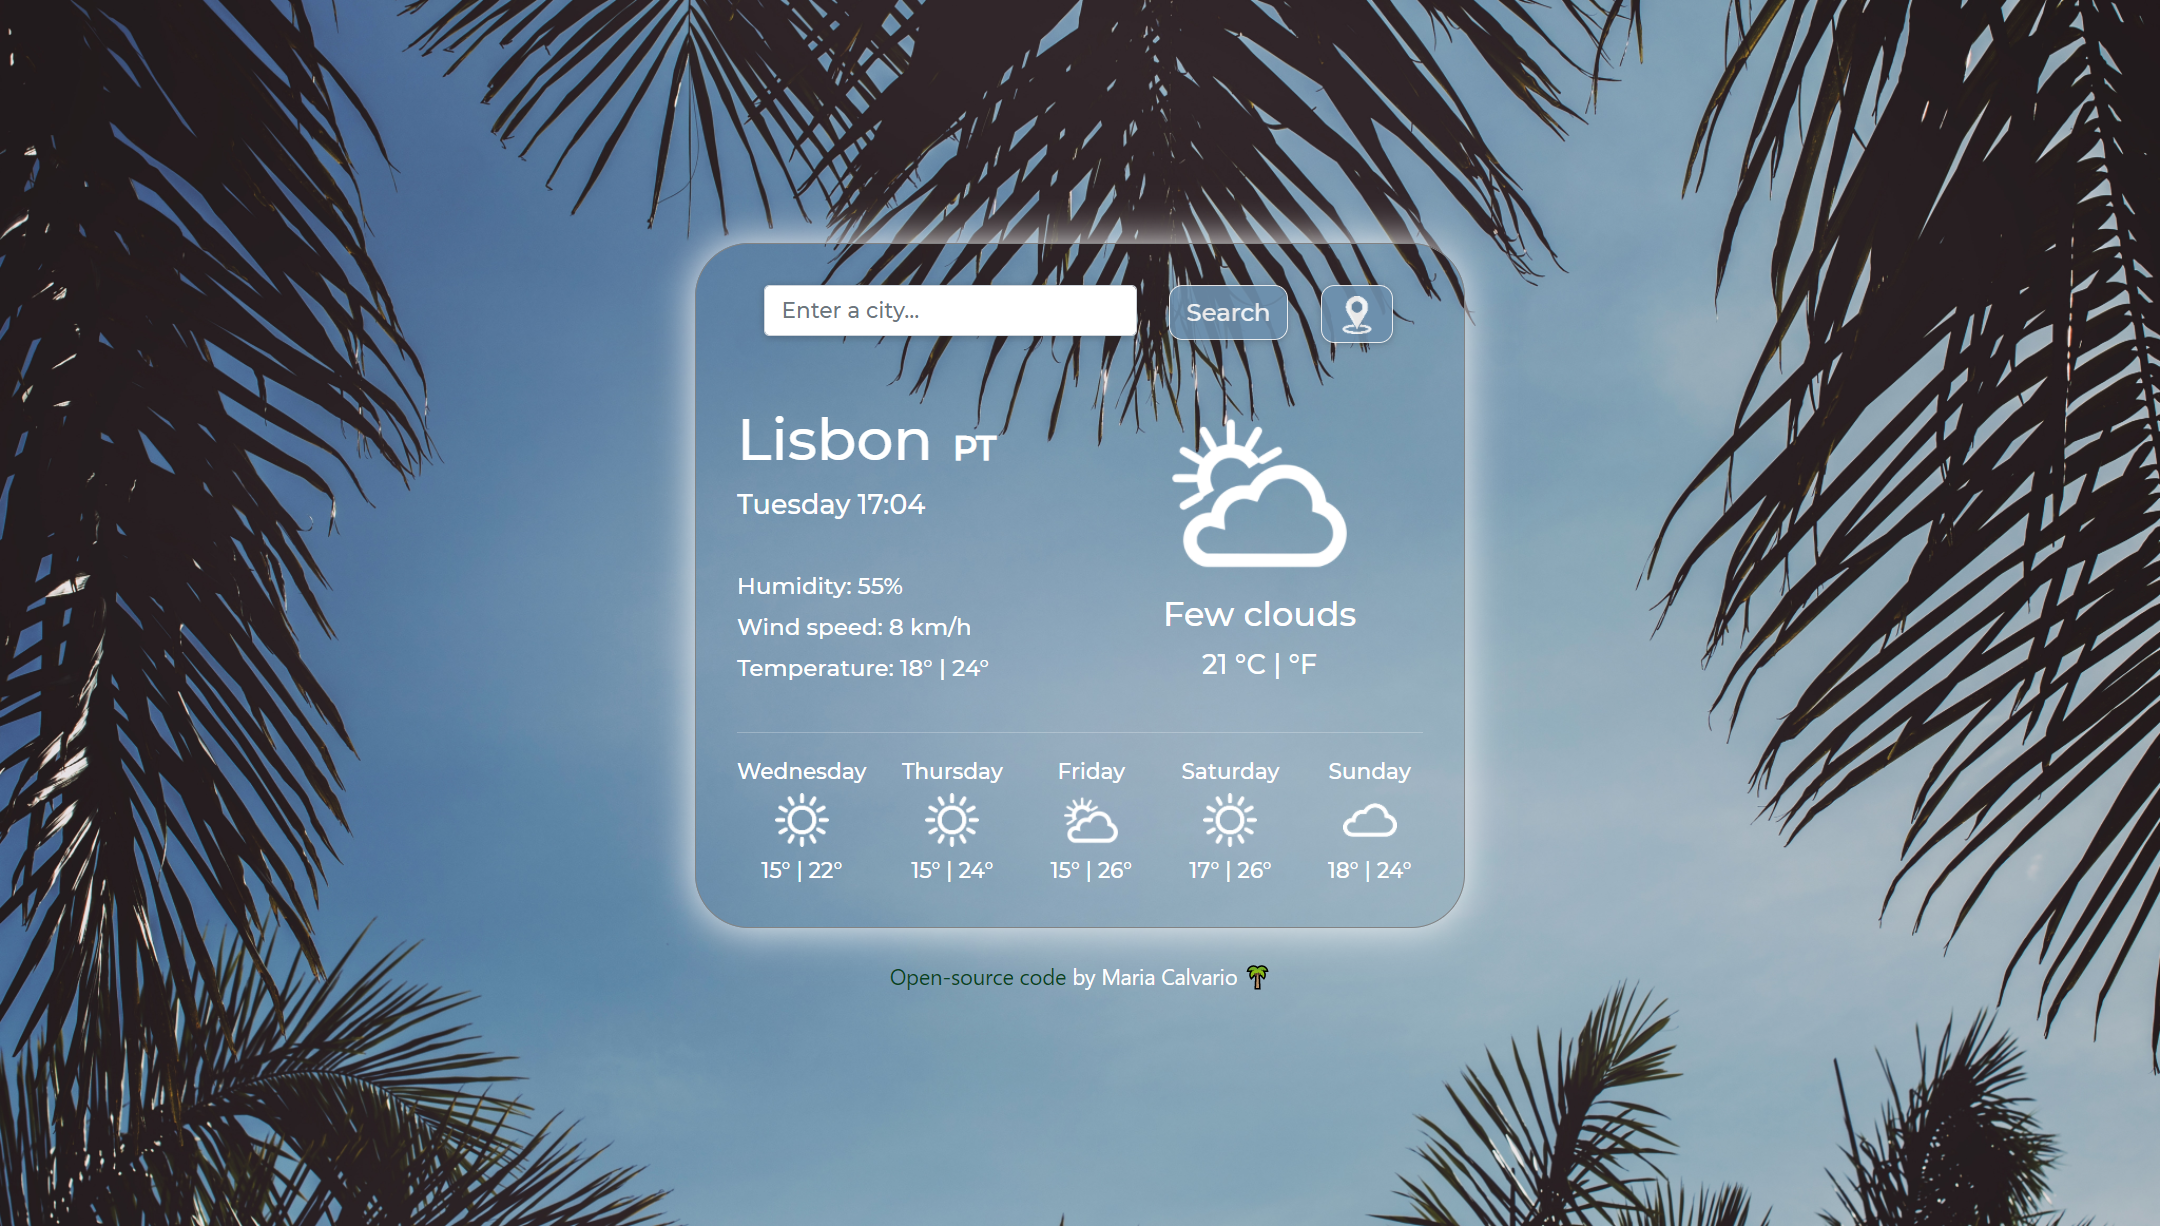 Enter a city...
Search
Lisbon PT
Tuesday 17:04
Humidity: 55%
Wind speed: 8 km/h
Temperature: 18° | 24°
Few clouds
21 °C | °F
Wednesday Thursday Friday Saturday Sunday
15° | 22° 15° | 24° 15° | 26° 17° | 26° 18° | 24°
Open-source code by Maria Calvario 🌴